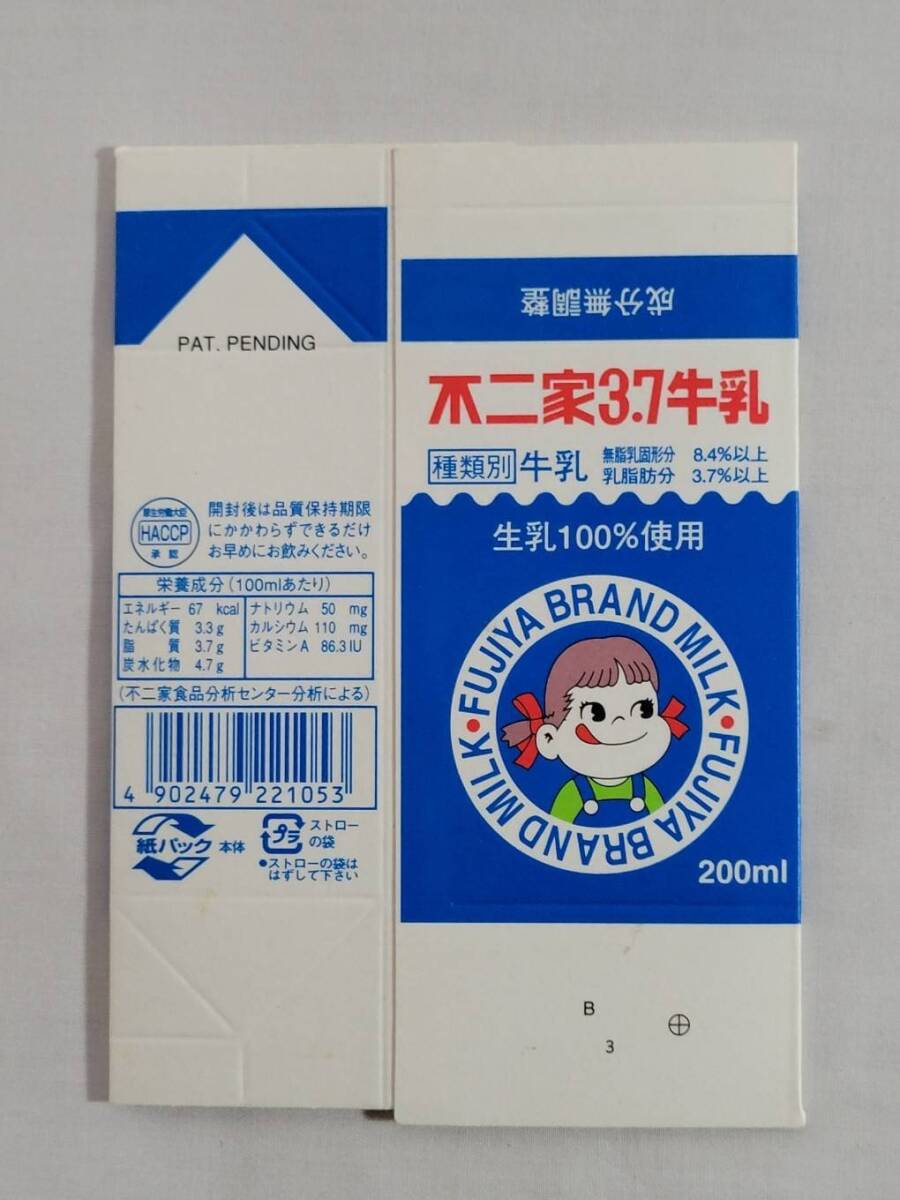 PAT. PENDING
厚生労働大臣
HACCP
承認
開封後は品質保持期限
にかかわらずできるだけ
お早めにお飲みください。
栄養成分(100mlあたり)
エネルギー 67 kcal
たんぱく質 3.3g
脂質 3.7g
炭水化物 4.7g
ナトリウム 50 mg
カルシウム 110 mg
ビタミンA 86.3IU
(不二家食品分析センター分析による)
4 902479 221053
紙パック 本体
プラ
ストロー
の袋
•ストローの袋は
はずして下さい
成分無調整
不二家3.7牛乳
種類別 牛乳
無脂乳固形分 8.4%以上
乳脂肪分 3.7%以上
生乳100%使用
FUJIYA BRAND MILK•FUJIYA BRAND MILK•
200ml
B
3